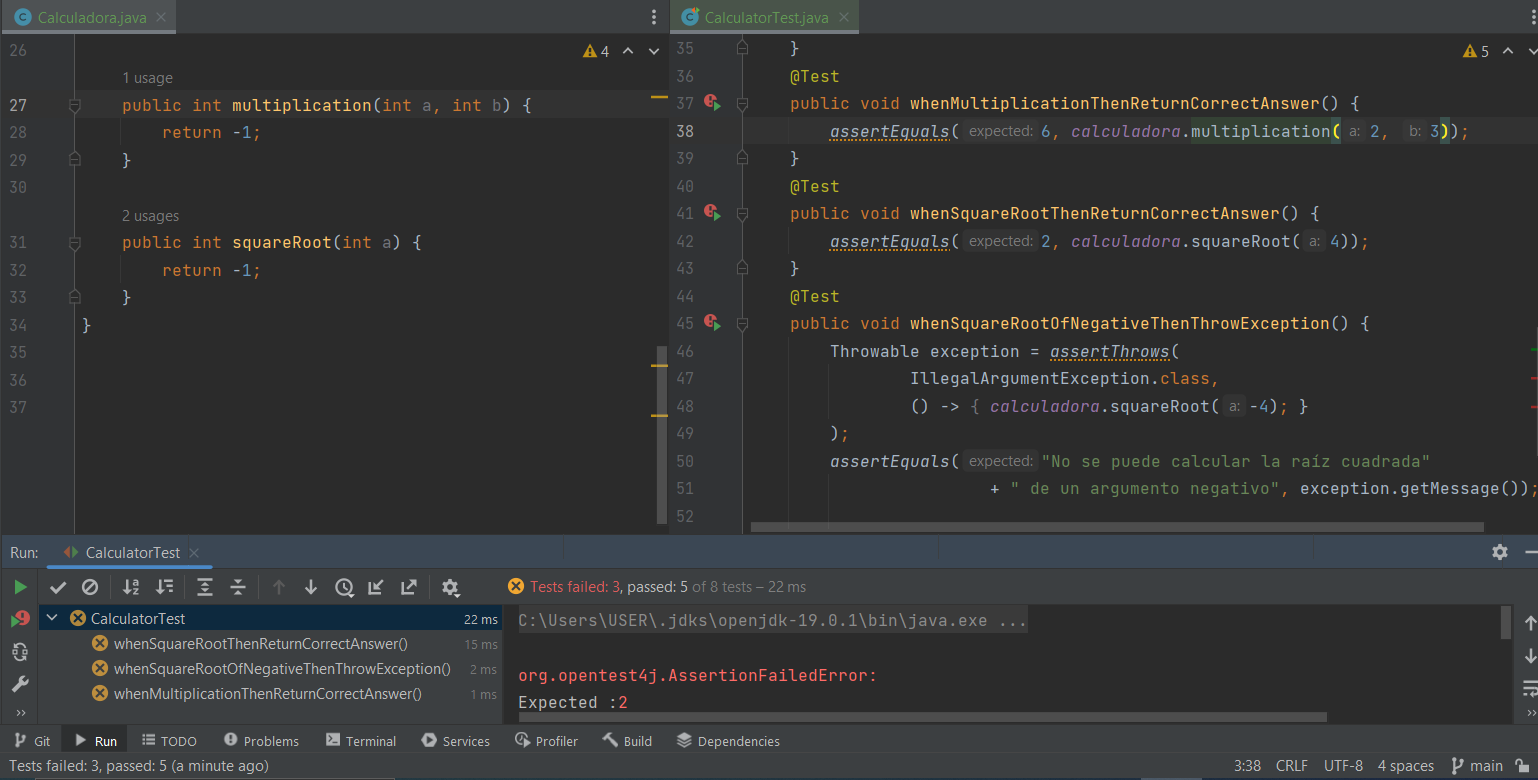 Calculadora.java
CalculatorTest.java
4
5
26
1 usage
27 public int multiplication(int a, int b) {
28 return -1;
29 }
30
2 usages
31 public int squareRoot(int a) {
32 return -1;
33 }
34 }
35
36
37
35 }
36 @Test
37 public void whenMultiplicationThenReturnCorrectAnswer() {
38 assertEquals( expected: 6, calculadora.multiplication( a: 2, b: 3));
39 }
40 @Test
41 public void whenSquareRootThenReturnCorrectAnswer() {
42 assertEquals( expected: 2, calculadora.squareRoot( a: 4));
43 }
44 @Test
45 public void whenSquareRootOfNegativeThenThrowException() {
46 Throwable exception = assertThrows(
47 IllegalArgumentException.class,
48 () -> { calculadora.squareRoot( a: -4); }
49 );
50 assertEquals( expected: "No se puede calcular la raíz cuadrada"
51 + " de un argumento negativo", exception.getMessage());
52
Run: CalculatorTest
Tests failed: 3, passed: 5 of 8 tests – 22 ms
CalculatorTest 22 ms
whenSquareRootThenReturnCorrectAnswer() 15 ms
whenSquareRootOfNegativeThenThrowException() 2 ms
whenMultiplicationThenReturnCorrectAnswer() 1 ms
C:\Users\USER\.jdks\openjdk-19.0.1\bin\java.exe ...
org.opentest4j.AssertionFailedError:
Expected :2
Git Run TODO Problems Terminal Services Profiler Build Dependencies
Tests failed: 3, passed: 5 (a minute ago)
3:38 CRLF UTF-8 4 spaces main